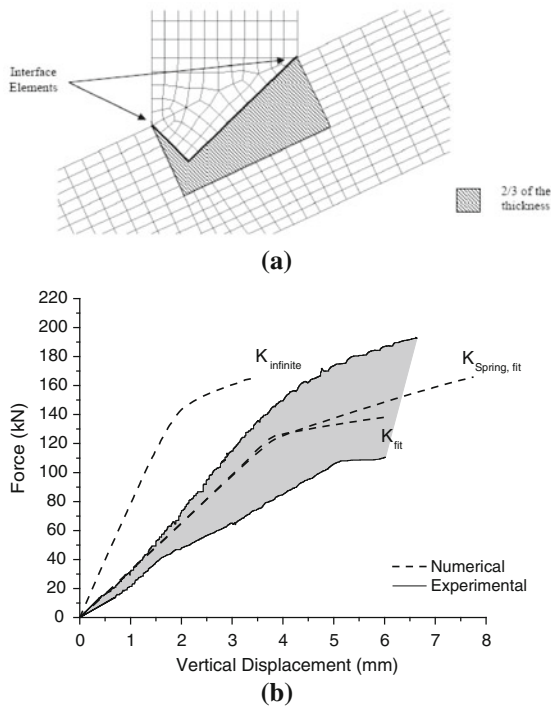 Interface
Elements
2/3 of the
thickness
(a)
220
200
180
160
140
120
100
80
60
40
20
0
Force (kN)
K infinite
K Spring, fit
K fit
Numerical
Experimental
0 1 2 3 4 5 6 7 8
Vertical Displacement (mm)
(b)